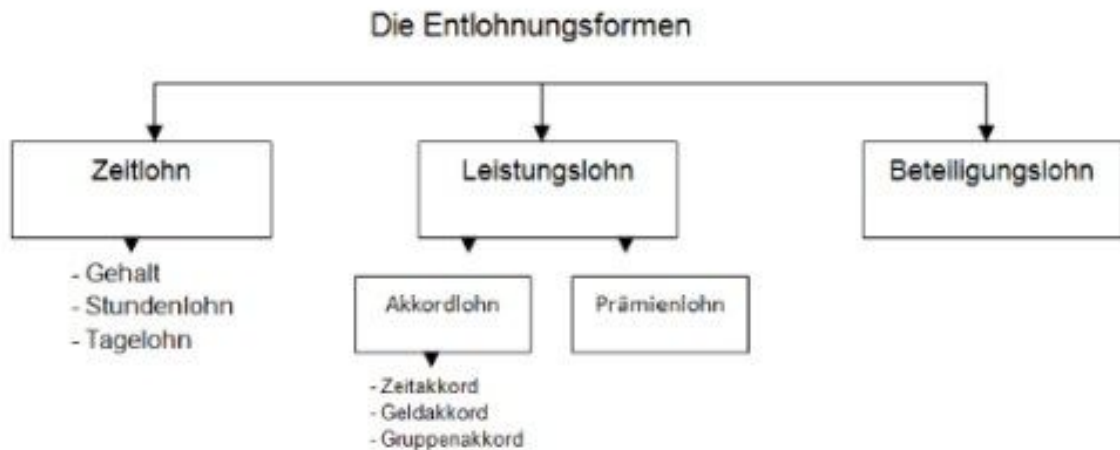 Die Entlohnungsformen
Zeitlohn
Leistungslohn
Beteiligungslohn
- Gehalt
- Stundenlohn
- Tagelohn
Akkordlohn
Prämienlohn
- Zeitakkord
- Geldakkord
- Gruppenakkord